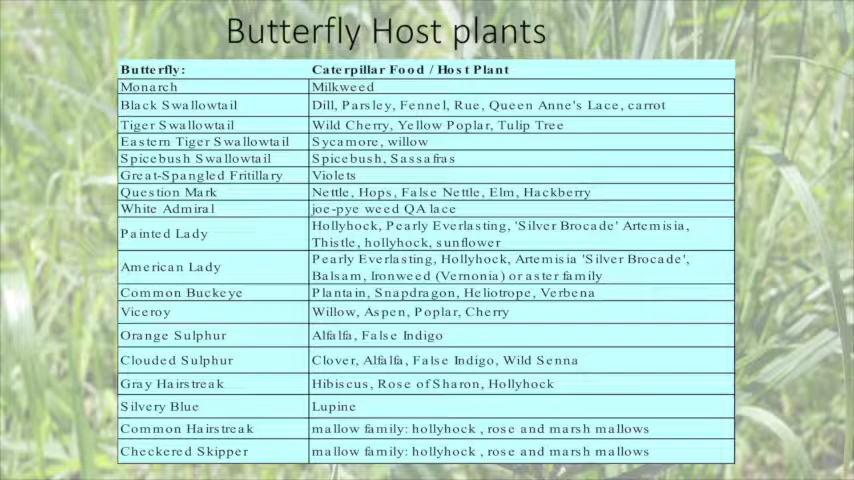 Butterfly Host plants
Butterfly: Caterpillar Food / Host Plant
Monarch Milkweed
Black Swallowtail Dill, Parsley, Fennel, Rue, Queen Anne's Lace, carrot
Tiger Swallowtail Wild Cherry, Yellow Poplar, Tulip Tree
Eastern Tiger Swallowtail Sycamore, willow
Spicebush Swallowtail Spicebush, Sassafras
Great-Spangled Fritillary Violets
Question Mark Nettle, Hops, False Nettle, Elm, Hackberry
White Admiral joe-pye weed QA lace
Painted Lady Hollyhock, Pearly Everlasting, 'Silver Brocade' Artemisia,
Thistle, hollyhock, sunflower
American Lady Pearly Everlasting, Hollyhock, Artemisia 'Silver Brocade',
Balsam, Ironweed (Vernonia) or aster family
Common Buckeye Plantain, Snapdragon, Heliotrope, Verbena
Viceroy Willow, Aspen, Poplar, Cherry
Orange Sulphur Alfalfa, False Indigo
Clouded Sulphur Clover, Alfalfa, False Indigo, Wild Senna
Gray Hairstreak Hibiscus, Rose of Sharon, Hollyhock
Silvery Blue Lupine
Common Hairstreak mallow family: hollyhock , rose and marsh mallows
Checkered Skipper mallow family: hollyhock , rose and marsh mallows